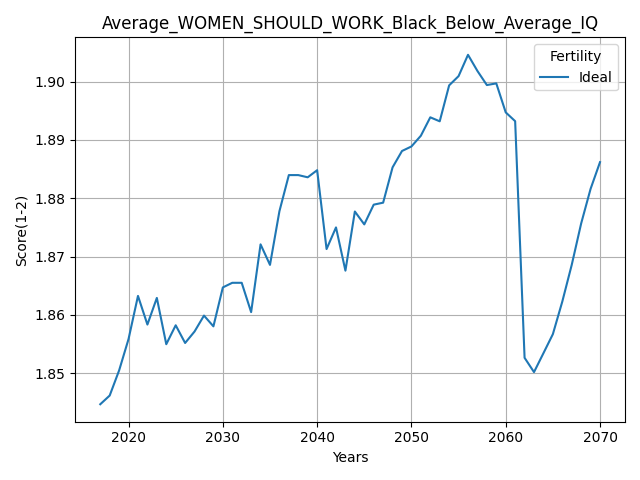 Average_WOMEN_SHOULD_WORK_Black_Below_Average_IQ
Fertility
Ideal
Score(1-2)
1.90
1.89
1.88
1.87
1.86
1.85
2020 2030 2040 2050 2060 2070
Years